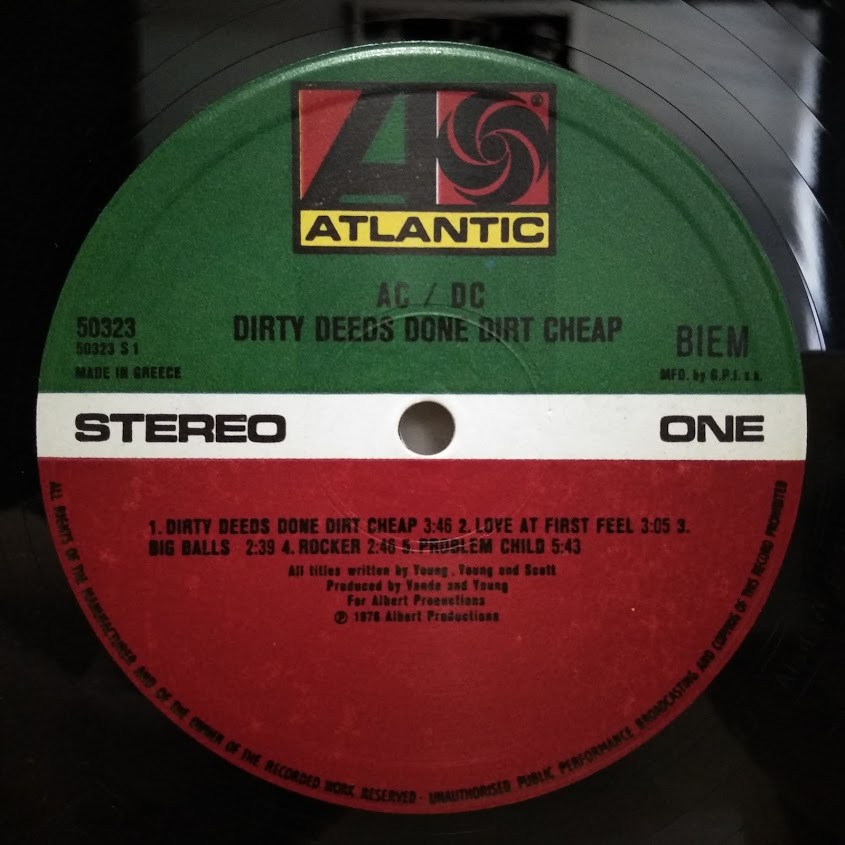 ®
ATLANTIC
AC / DC
DIRTY DEEDS DONE DIRT CHEAP
50323
50323 S 1
MADE IN GREECE
BIEM
MFD. by G.P.I. s.a.
STEREO
ONE
1. DIRTY DEEDS DONE DIRT CHEAP 3:46 2. LOVE AT FIRST FEEL 3:05 3.
BIG BALLS 2:39 4. ROCKER 2:46 5. PROBLEM CHILD 5:43
All titles written by Young, Young and Scott
Produced by Vanda and Young
For Albert Productions
℗ 1976 Albert Productions
ALL RIGHTS OF THE MANUFACTURER AND OF THE OWNER OF THE RECORDED WORK RESERVED · UNAUTHORISED PUBLIC PERFORMANCE BROADCASTING AND COPYING OF THIS RECORD PROHIBITED